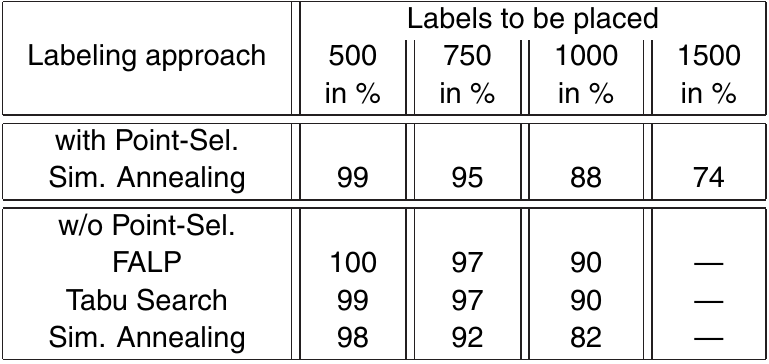 Labels to be placed
Labeling approach 500 750 1000 1500
in % in % in % in %
with Point-Sel.
Sim. Annealing 99 95 88 74
w/o Point-Sel.
FALP 100 97 90 —
Tabu Search 99 97 90 —
Sim. Annealing 98 92 82 —